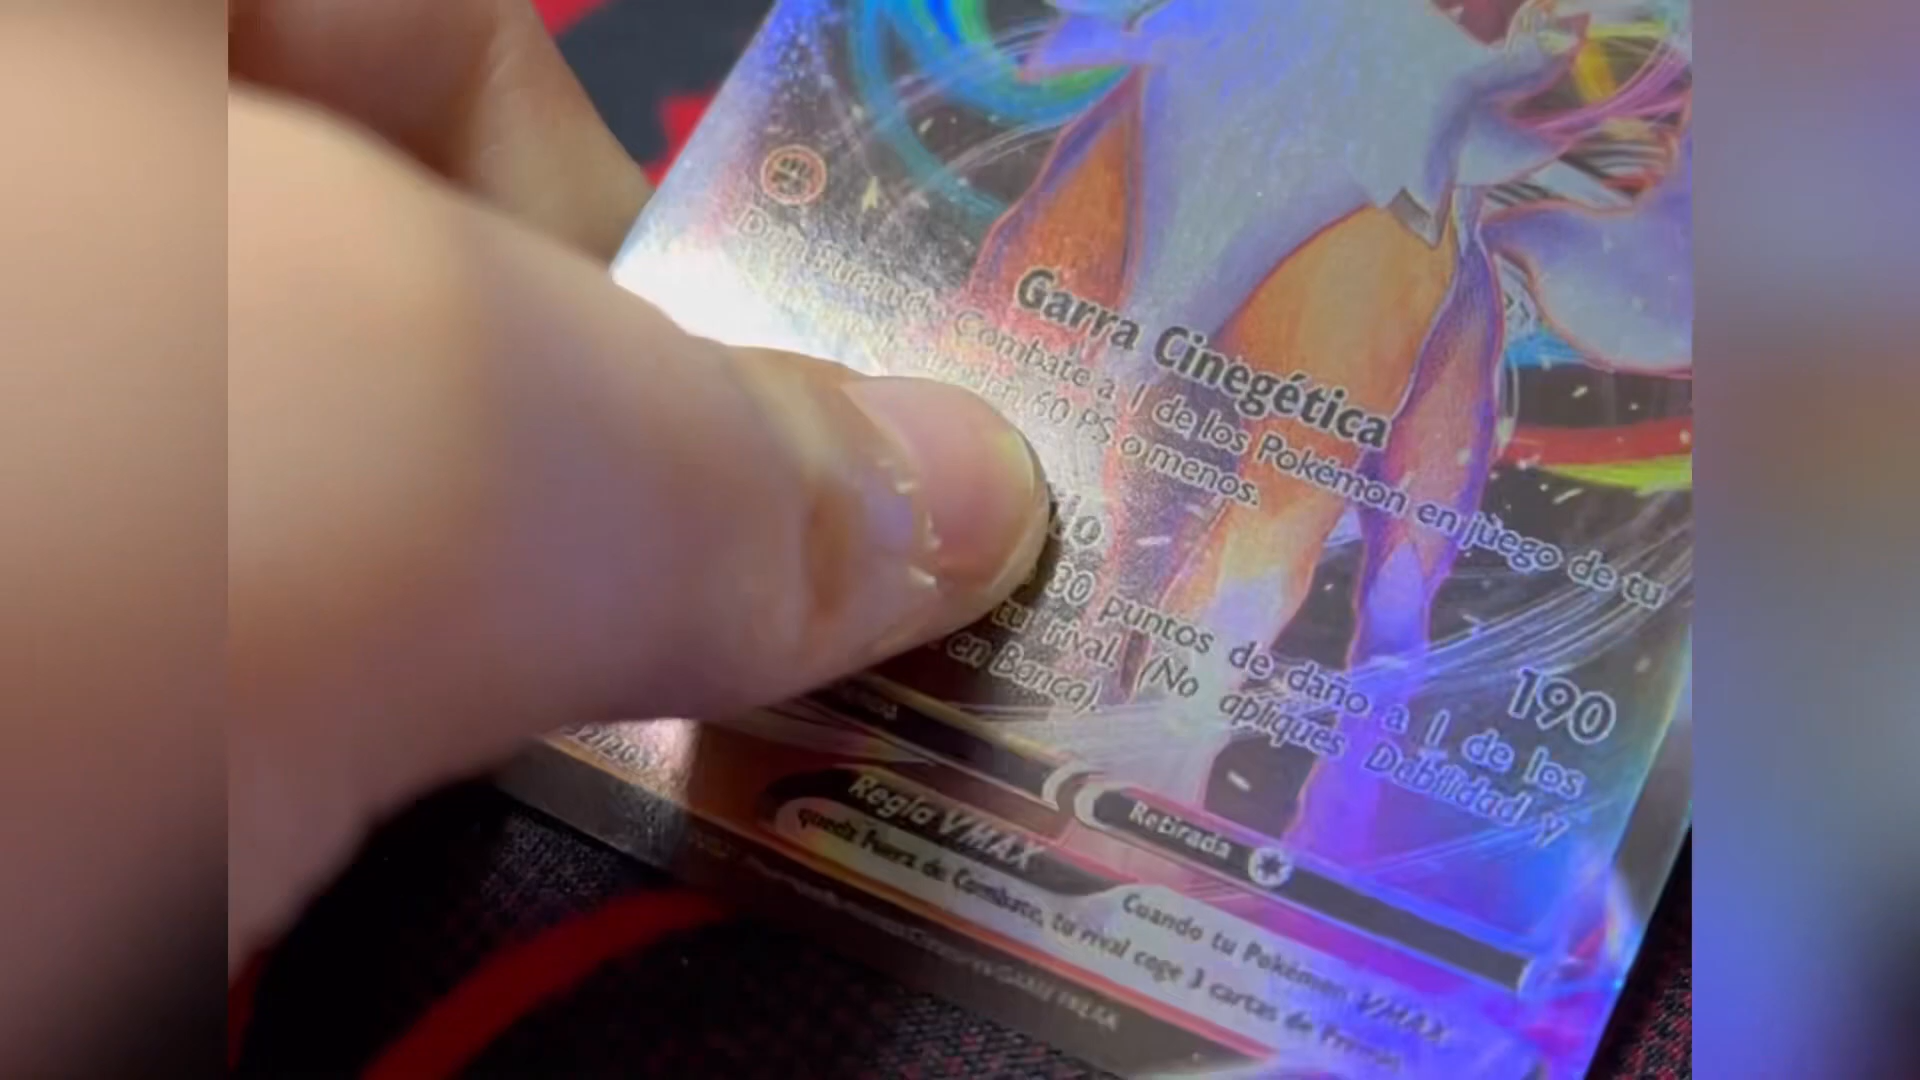 Garra Cinegética
Combate a 1 de los Pokémon en juego de tu
60 PS o menos.
190
30 puntos de daño a 1 de los
tu rival. (No apliques Debilidad y
en Banca).
Retirada
Regla VMAX
Cuando tu Pokémon VMAX
queda Fuera de Combate, tu rival coge 3 cartas de Premio.